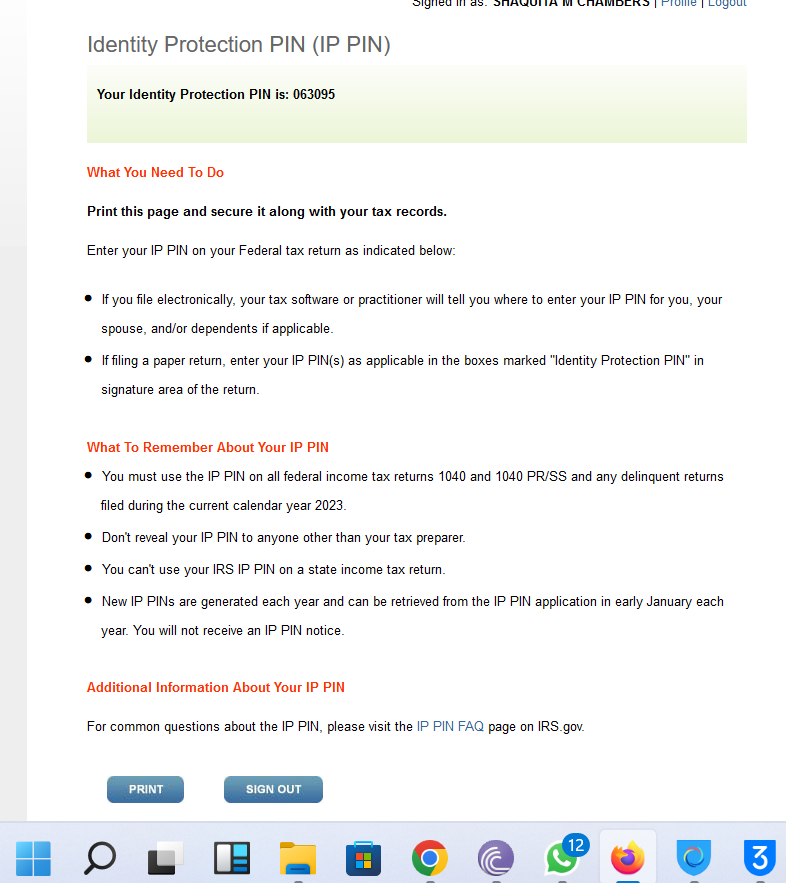 Signed in as: SHAQUITA M CHAMBERS | Profile | Logout
Identity Protection PIN (IP PIN)
Your Identity Protection PIN is: 063095
What You Need To Do
Print this page and secure it along with your tax records.
Enter your IP PIN on your Federal tax return as indicated below:
If you file electronically, your tax software or practitioner will tell you where to enter your IP PIN for you, your
spouse, and/or dependents if applicable.
If filing a paper return, enter your IP PIN(s) as applicable in the boxes marked "Identity Protection PIN" in
signature area of the return.
What To Remember About Your IP PIN
You must use the IP PIN on all federal income tax returns 1040 and 1040 PR/SS and any delinquent returns
filed during the current calendar year 2023.
Don't reveal your IP PIN to anyone other than your tax preparer.
You can't use your IRS IP PIN on a state income tax return.
New IP PINs are generated each year and can be retrieved from the IP PIN application in early January each
year. You will not receive an IP PIN notice.
Additional Information About Your IP PIN
For common questions about the IP PIN, please visit the IP PIN FAQ page on IRS.gov.
PRINT SIGN OUT
12
3